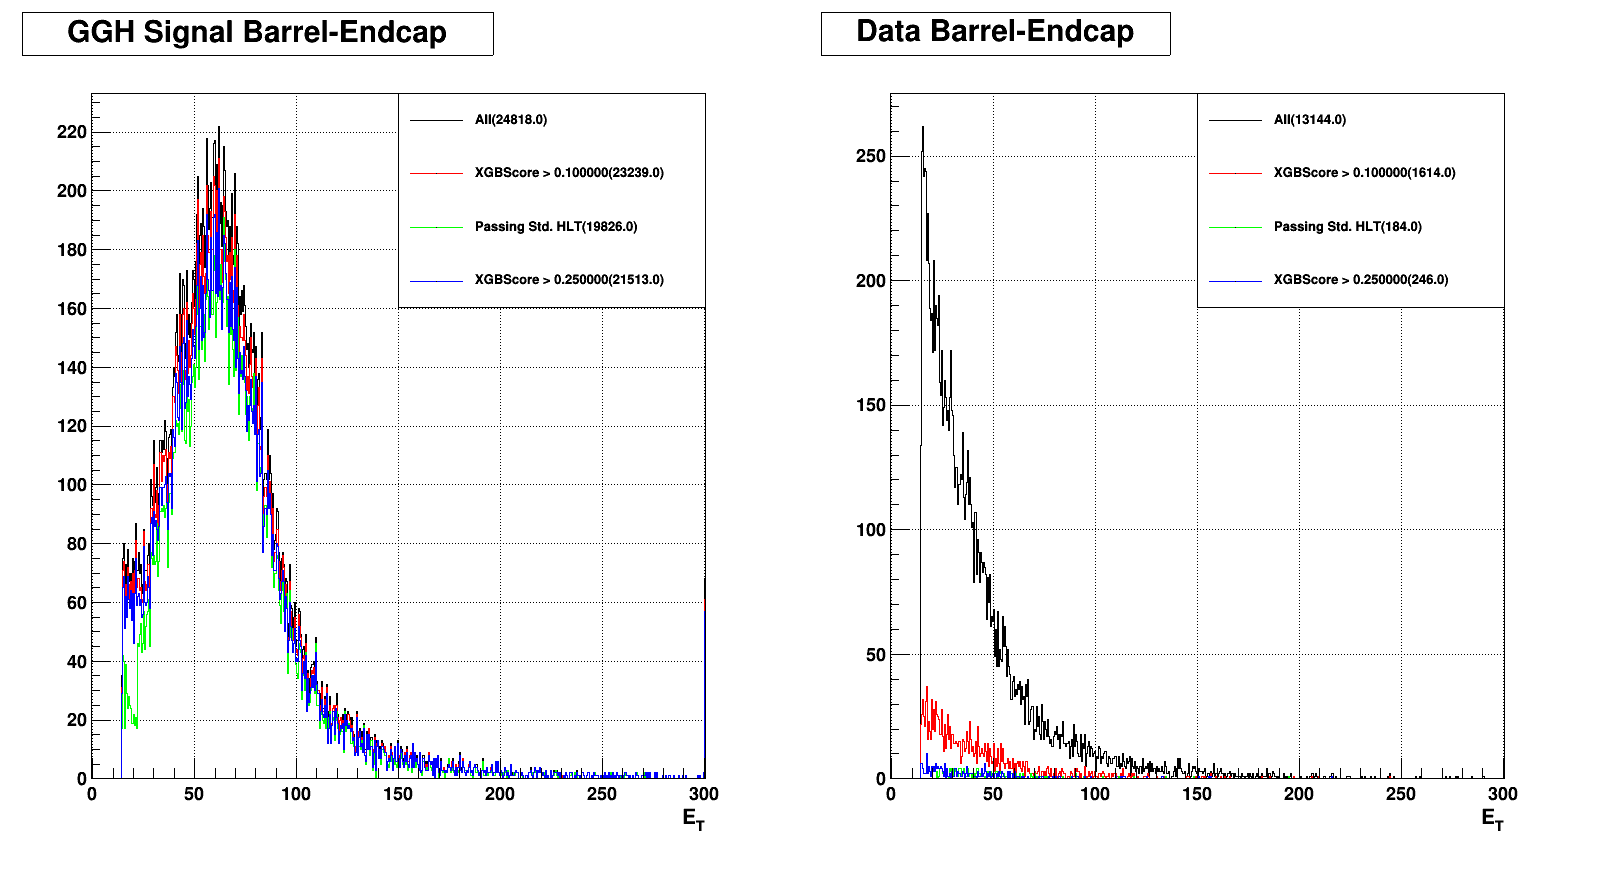 GGH Signal Barrel-Endcap
All(24818.0)
XGBScore > 0.100000(23239.0)
Passing Std. HLT(19826.0)
XGBScore > 0.250000(21513.0)
220
200
180
160
140
120
100
80
60
40
20
0
0 50 100 150 200 250 300
E_T
Data Barrel-Endcap
All(13144.0)
XGBScore > 0.100000(1614.0)
Passing Std. HLT(184.0)
XGBScore > 0.250000(246.0)
250
200
150
100
50
0
0 50 100 150 200 250 300
E_T